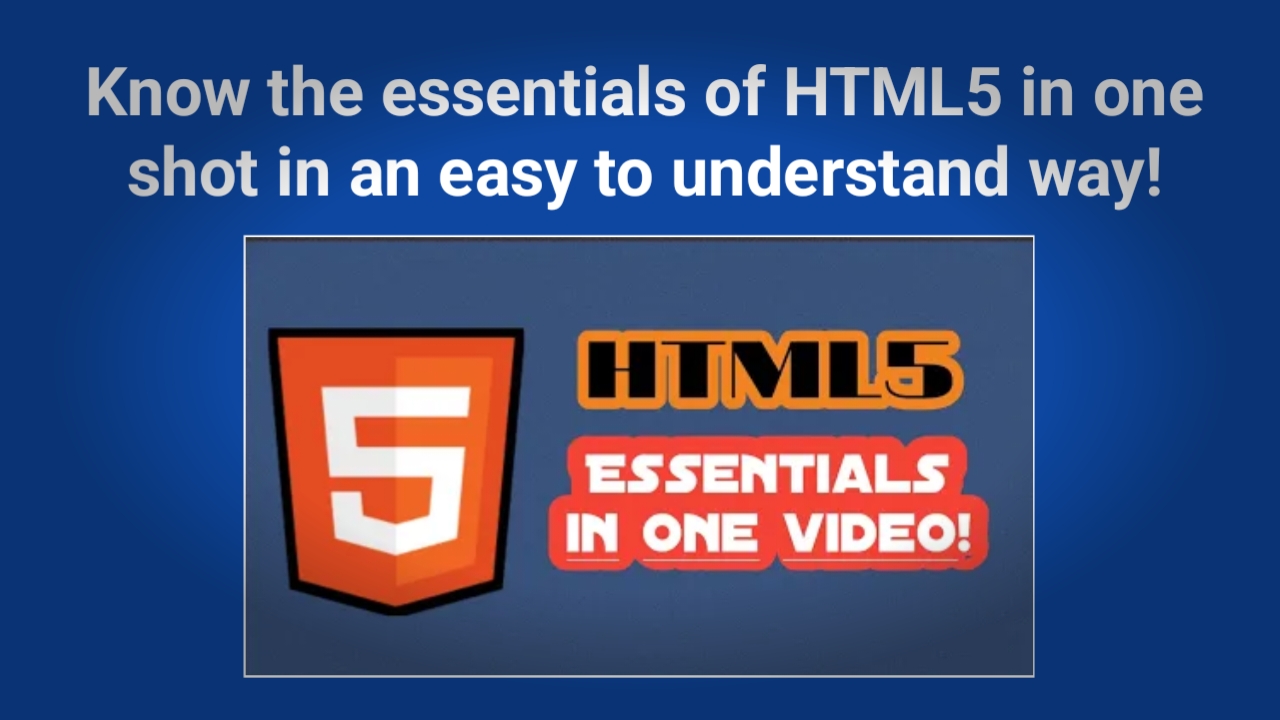 Know the essentials of HTML5 in one
shot in an easy to understand way!
5
HTML5
ESSENTIALS
IN ONE VIDEO!